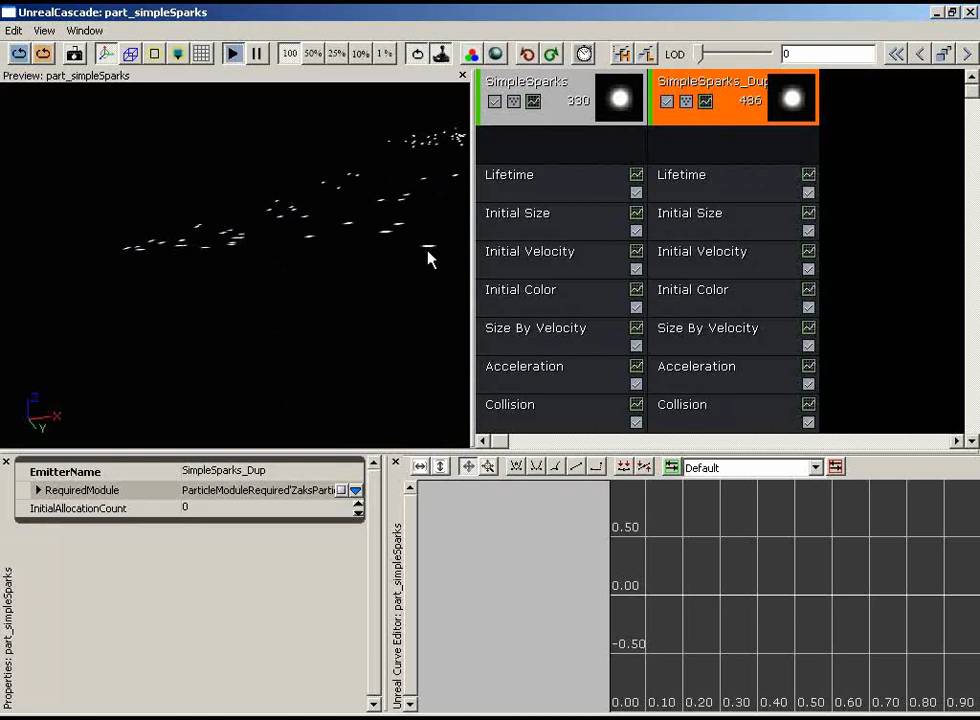 UnrealCascade: part_simpleSparks
Edit View Window
100 50% 25% 10% 1% LOD 0
Preview: part_simpleSparks
SimpleSparks SimpleSparks_Dup
330 486
Lifetime Lifetime
Initial Size Initial Size
Initial Velocity Initial Velocity
Initial Color Initial Color
Size By Velocity Size By Velocity
Acceleration Acceleration
Collision Collision
Z
X
Y
EmitterName SimpleSparks_Dup
RequiredModule ParticleModuleRequired'ZaksParti
InitialAllocationCount 0
Properties: part_simpleSparks
Default
Unreal Curve Editor: part_simpleSparks
0.50
0.00
-0.50
0.00 0.10 0.20 0.30 0.40 0.50 0.60 0.70 0.80 0.90